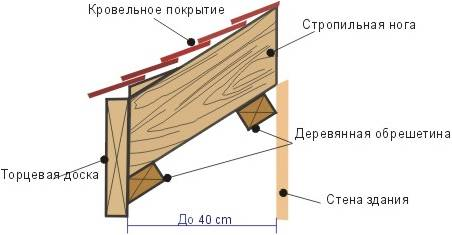 Кровельное покрытие
Стропильная нога
Деревянная обрешетина
Торцевая доска
Стена здания
До 40 cm